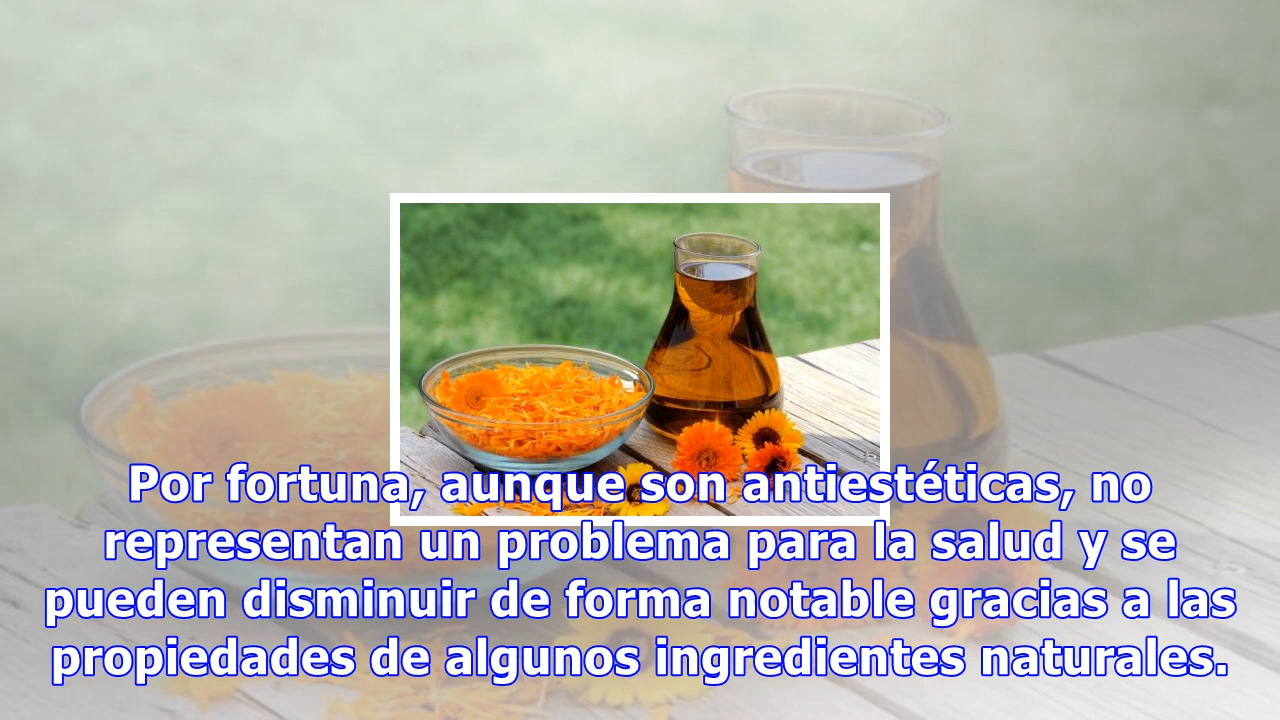 Por fortuna, aunque son antiestéticas, no
representan un problema para la salud y se
pueden disminuir de forma notable gracias a las
propiedades de algunos ingredientes naturales.